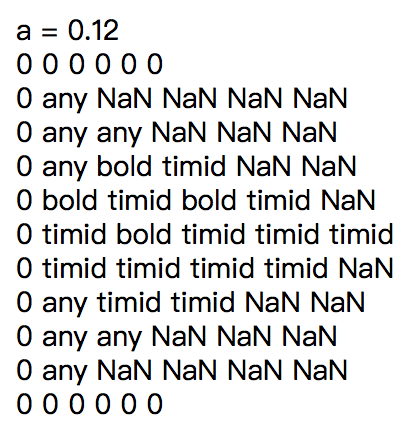 a = 0.12
0 0 0 0 0 0
0 any NaN NaN NaN NaN
0 any any NaN NaN NaN
0 any bold timid NaN NaN
0 bold timid bold timid NaN
0 timid bold timid timid timid
0 timid timid timid timid NaN
0 any timid timid NaN NaN
0 any any NaN NaN NaN
0 any NaN NaN NaN NaN
0 0 0 0 0 0